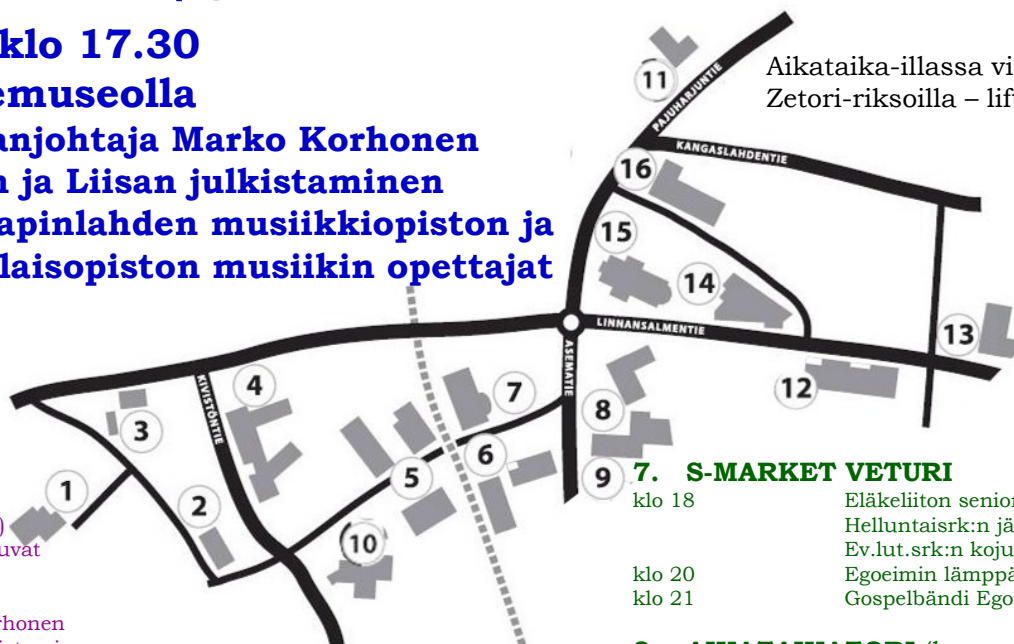 klo 17.30
emuseolla
anjohtaja Marko Korhonen
n ja Liisan julkistaminen
apinlahden musiikkiopiston ja
laisopiston musiikin opettajat
Aikataika-illassa vi
Zetori-riksoilla – lif
11
PAJUHARJUNTIE
KANGASLAHDENTIE
16
15
14
LINNANSALMENTIE
13
12
ASEMATIE
KIVISTÖNTIE
4
3
7
8
1
2
5
6
9
10
)
uvat
rhonen
7. S-MARKET VETURI
klo 18 Eläkeliiton senior
Helluntaisrk:n jä
Ev.lut.srk:n koju
klo 20 Egoeimin lämppä
klo 21 Gospelbändi Ego